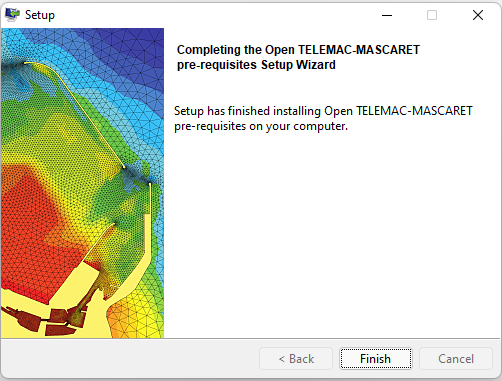 Setup
Completing the Open TELEMAC-MASCARET
pre-requisites Setup Wizard
Setup has finished installing Open TELEMAC-MASCARET
pre-requisites on your computer.
< Back
Finish
Cancel